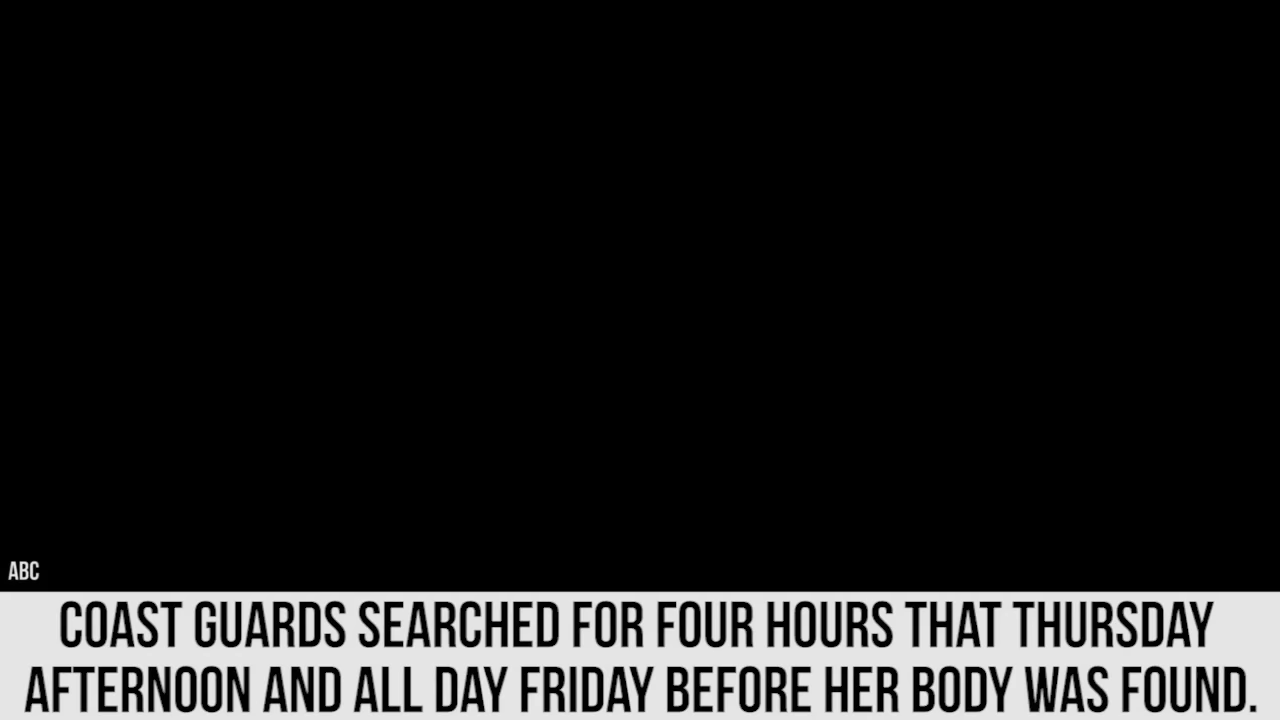 ABC
COAST GUARDS SEARCHED FOR FOUR HOURS THAT THURSDAY
AFTERNOON AND ALL DAY FRIDAY BEFORE HER BODY WAS FOUND.